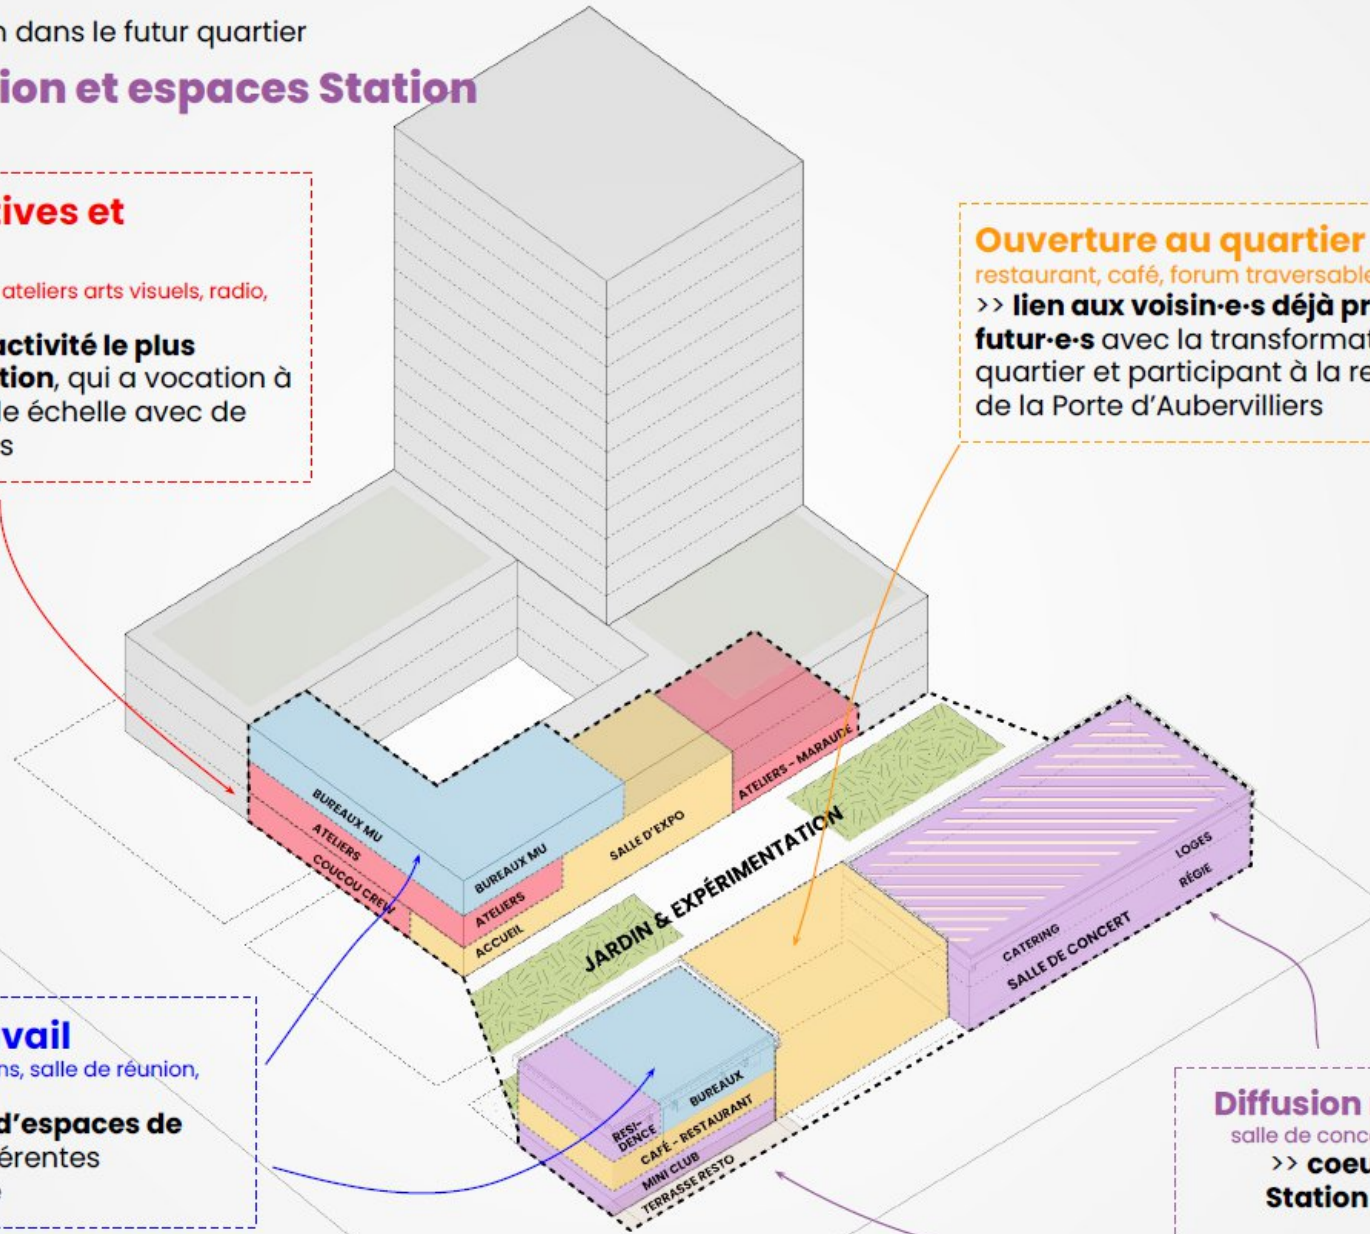 n dans le futur quartier
ion et espaces Station
tives et
ateliers arts visuels, radio,
activité le plus
tion, qui a vocation à
le échelle avec de
s
Ouverture au quartier
restaurant, café, forum traversable
>> lien aux voisin·e·s déjà pr
futur·e·s avec la transformat
quartier et participant à la re
de la Porte d'Aubervilliers
BUREAUX MU
ATELIERS
COUCOU CREW
BUREAUX MU
ATELIERS
ACCUEIL
SALLE D'EXPO
ATELIERS - MARAUDE
JARDIN & EXPÉRIMENTATION
LOGES
RÉGIE
CATERING
SALLE DE CONCERT
BUREAUX
RESI-
DENCE
CAFÉ - RESTAURANT
MINI CLUB
TERRASSE RESTO
vail
ns, salle de réunion,
d'espaces de
érentes
Diffusion
salle de conc
>> coeu
Station